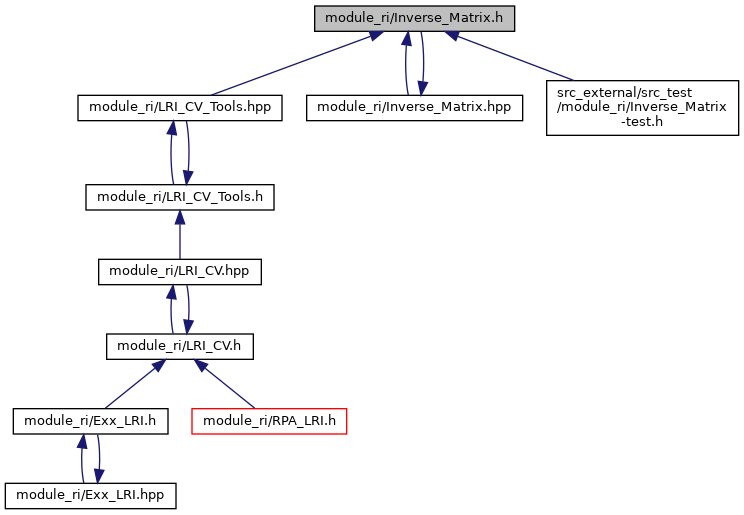 module_ri/Inverse_Matrix.h
module_ri/LRI_CV_Tools.hpp
module_ri/Inverse_Matrix.hpp
src_external/src_test
/module_ri/Inverse_Matrix
-test.h
module_ri/LRI_CV_Tools.h
module_ri/LRI_CV.hpp
module_ri/LRI_CV.h
module_ri/Exx_LRI.h
module_ri/RPA_LRI.h
module_ri/Exx_LRI.hpp